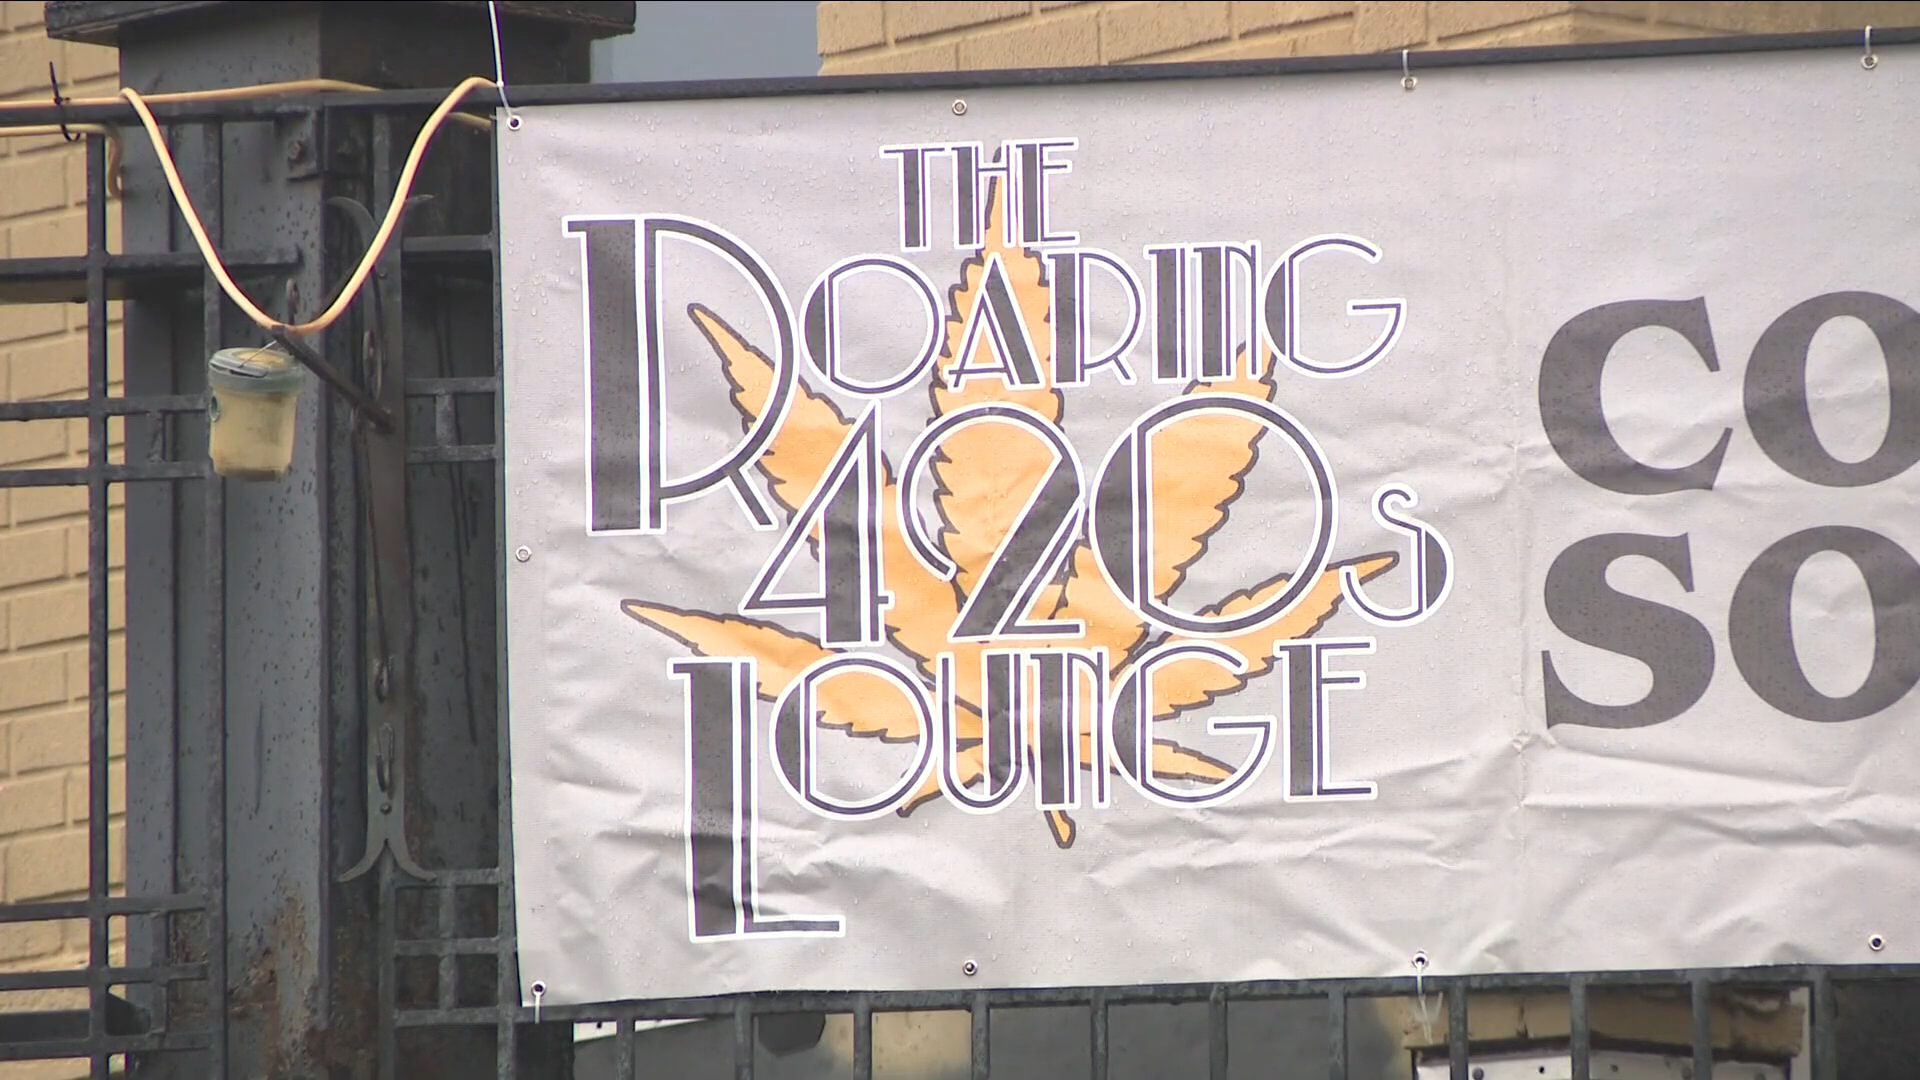 THE
ROARING
420s
LOUNGE
CO
SO